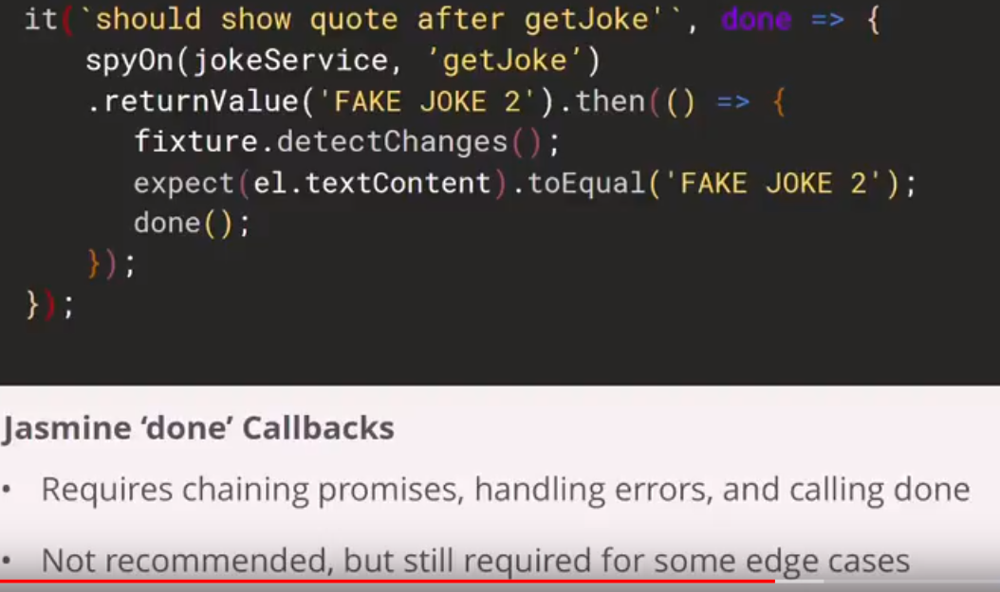 it(`should show quote after getJoke'`, done => {
spyOn(jokeService, ’getJoke’)
.returnValue('FAKE JOKE 2').then(() => {
fixture.detectChanges();
expect(el.textContent).toEqual('FAKE JOKE 2');
done();
});
});
Jasmine ‘done’ Callbacks
• Requires chaining promises, handling errors, and calling done
• Not recommended, but still required for some edge cases